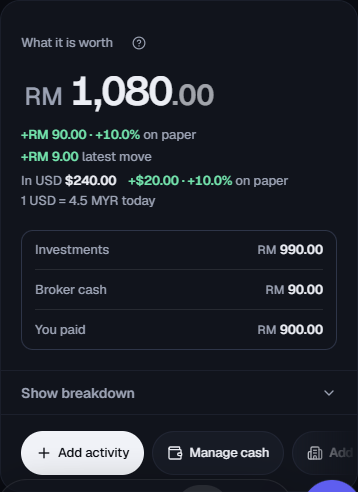 What it is worth
RM 1,080.00
+RM 90.00 · +10.0% on paper
+RM 9.00 latest move
In USD $240.00 +$20.00 · +10.0% on paper
1 USD = 4.5 MYR today
Investments RM 990.00
Broker cash RM 90.00
You paid RM 900.00
Show breakdown
Add activity Manage cash Add